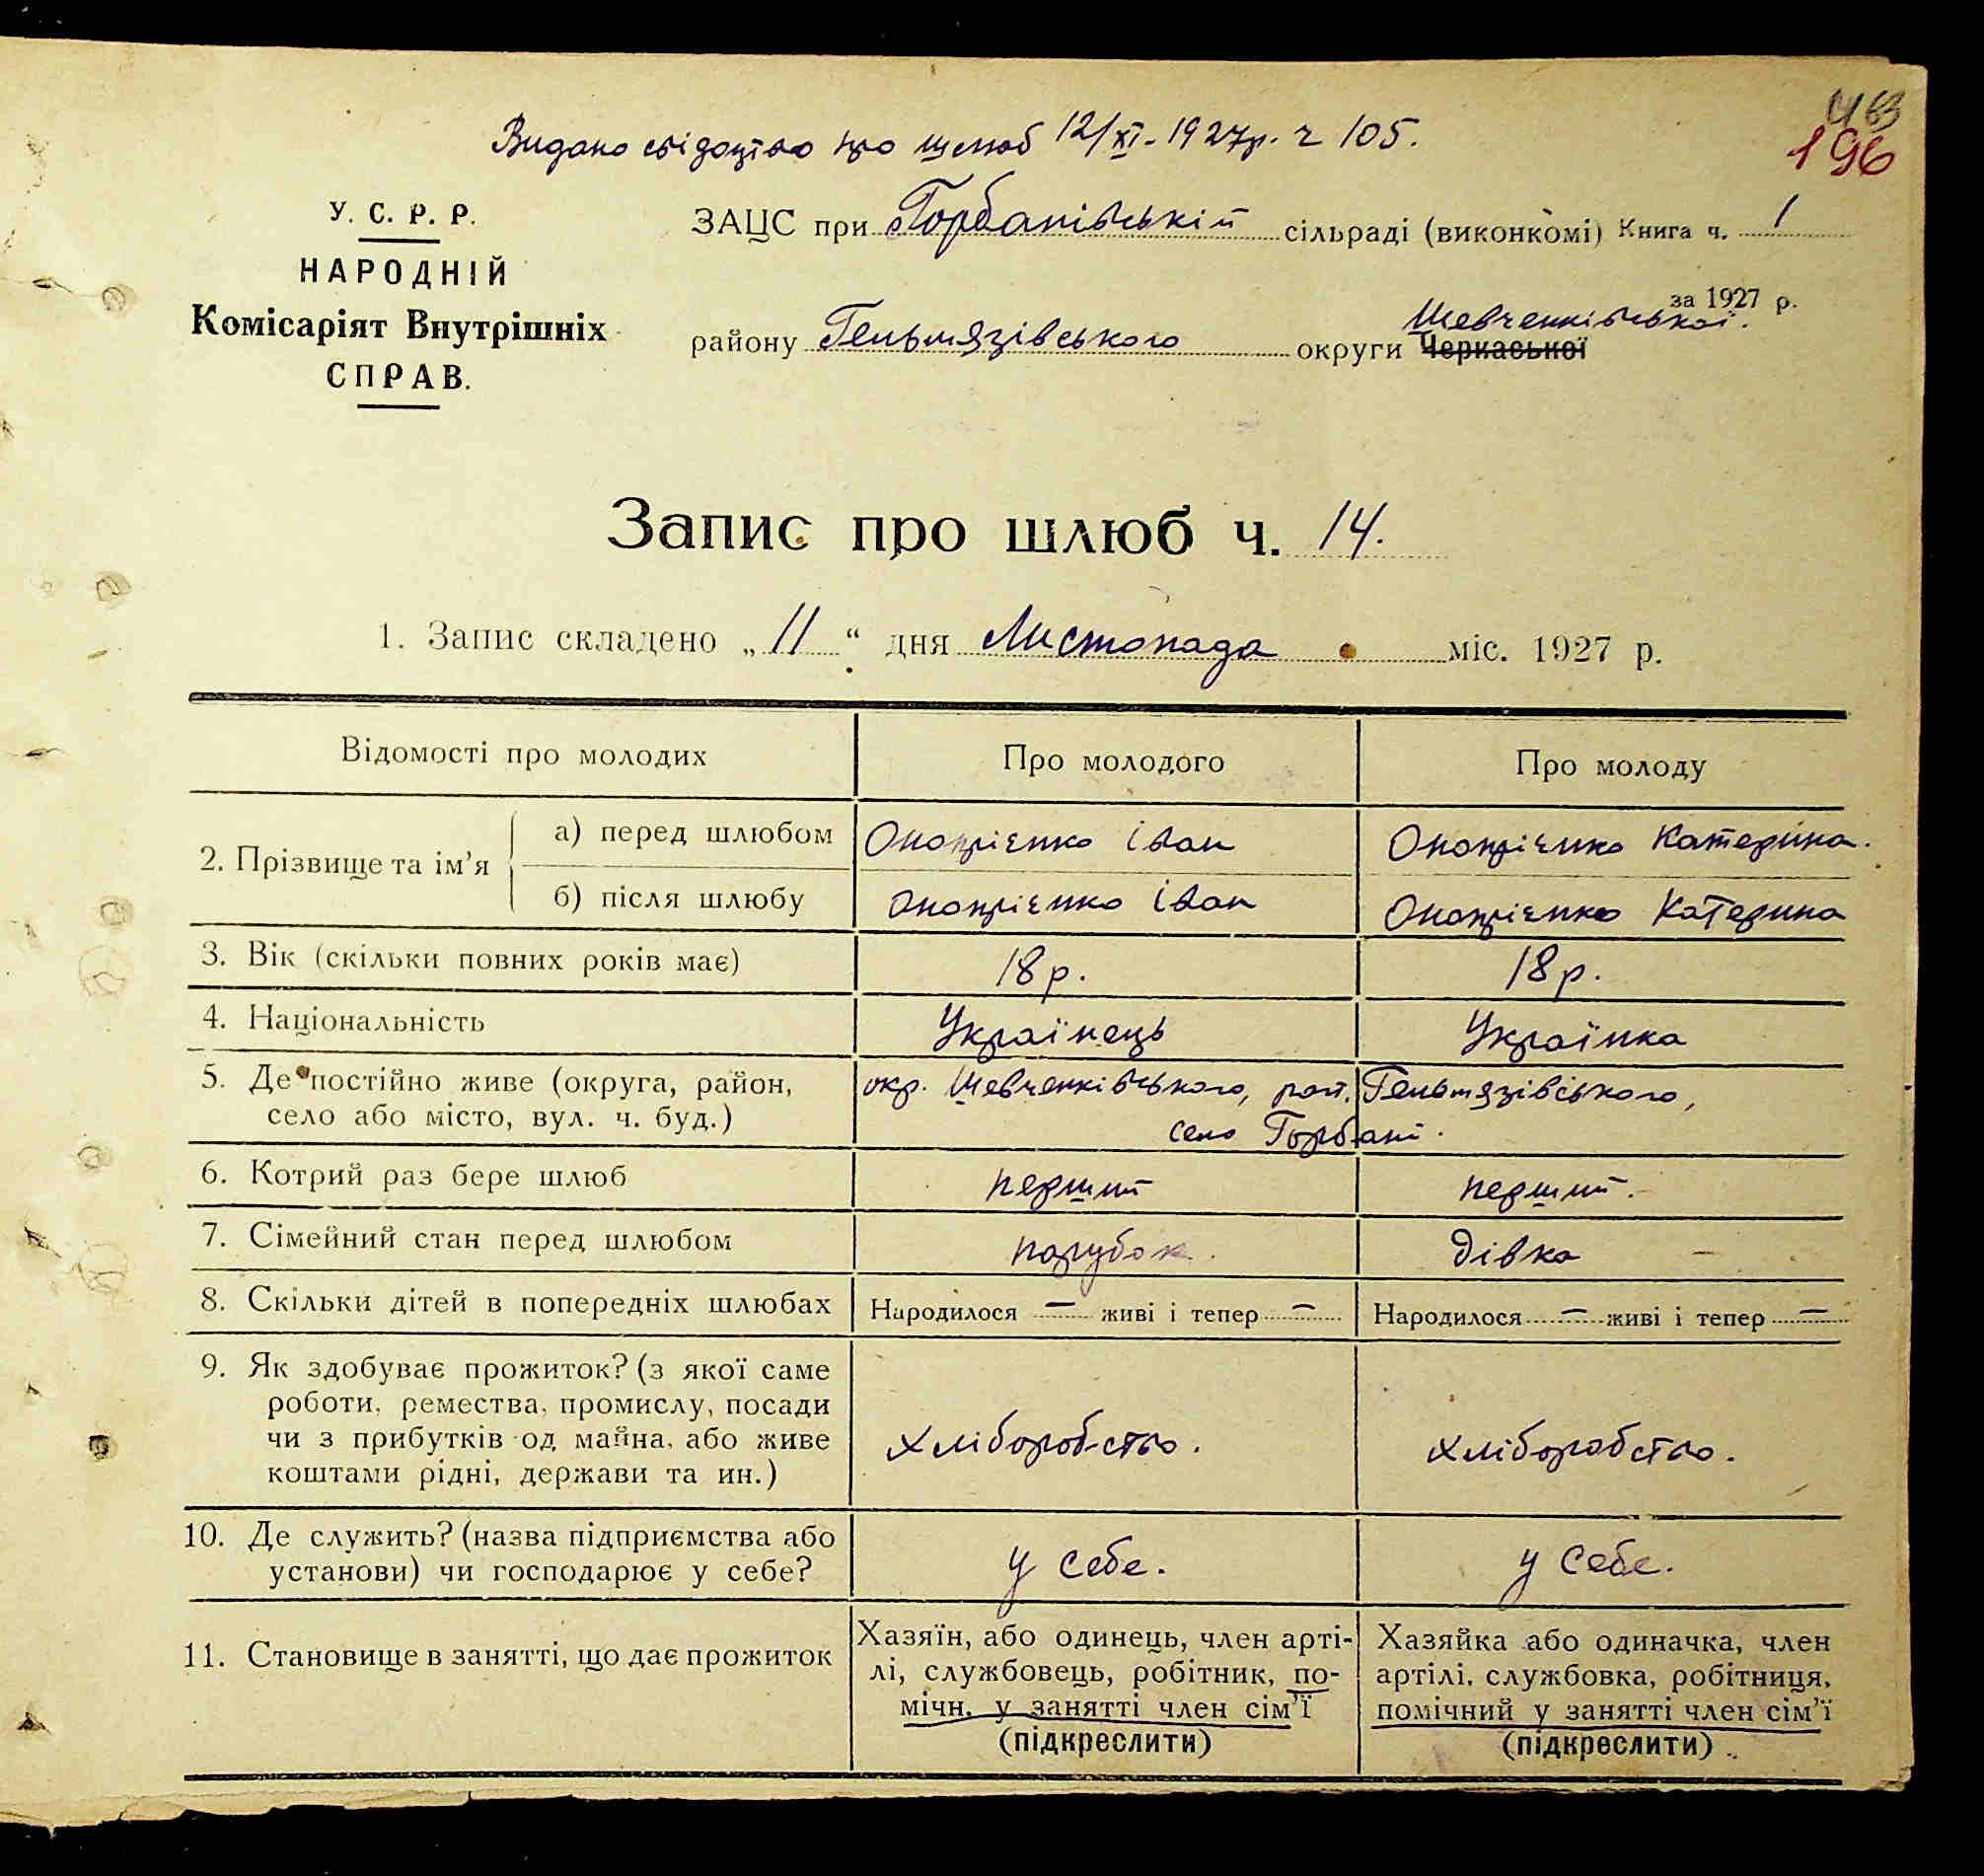 Видано свідоцтво про шлюб 12/XI-1927р. ч 105.
196
У. С. Р. Р.
НАРОДНІЙ
Комісаріят Внутрішніх
СПРАВ.
ЗАЦС при Горбанівській сільраді (виконкомі) Книга ч. 1
за 1927 р.
району Гельмязівського округи Шевченківської. Черкаської
Запис про шлюб ч. 14.
1. Запис складено „11“ дня Листопада міс. 1927 р.
Відомості про молодих Про молодого Про молоду
2. Прізвище та ім’я
а) перед шлюбом Онопрієнко Іван Онопрієнко Катерина.
б) після шлюбу Онопрієнко Іван Онопрієнко Катерина
3. Вік (скільки повних років має) 18 р. 18 р.
4. Національність Українець Українка
5. Де постійно живе (округа, район, окр. Шевченківського, рай. Гельмязівського,
село або місто, вул. ч. буд.) село Горбані.
6. Котрий раз бере шлюб перший перший.
7. Сімейний стан перед шлюбом парубок. дівка
8. Скільки дітей в попередніх шлюбах Народилося — живі і тепер — Народилося — живі і тепер —
9. Як здобуває прожиток? (з якої саме
роботи, ремества, промислу, посади
чи з прибутків од майна, або живе
коштами рідні, держави та ин.)
хліборобство. хліборобство.
10. Де служить? (назва підприємства або
установи) чи господарює у себе?
у себе. у себе.
11. Становище в занятті, що дає прожиток
Хазяїн, або одинець, член арті-
лі, службовець, робітник, по-
мічн. у занятті член сім’ї
(підкреслити)
Хазяйка або одиначка, член
артілі, службовка, робітниця,
помічний у занятті член сім’ї
(підкреслити)